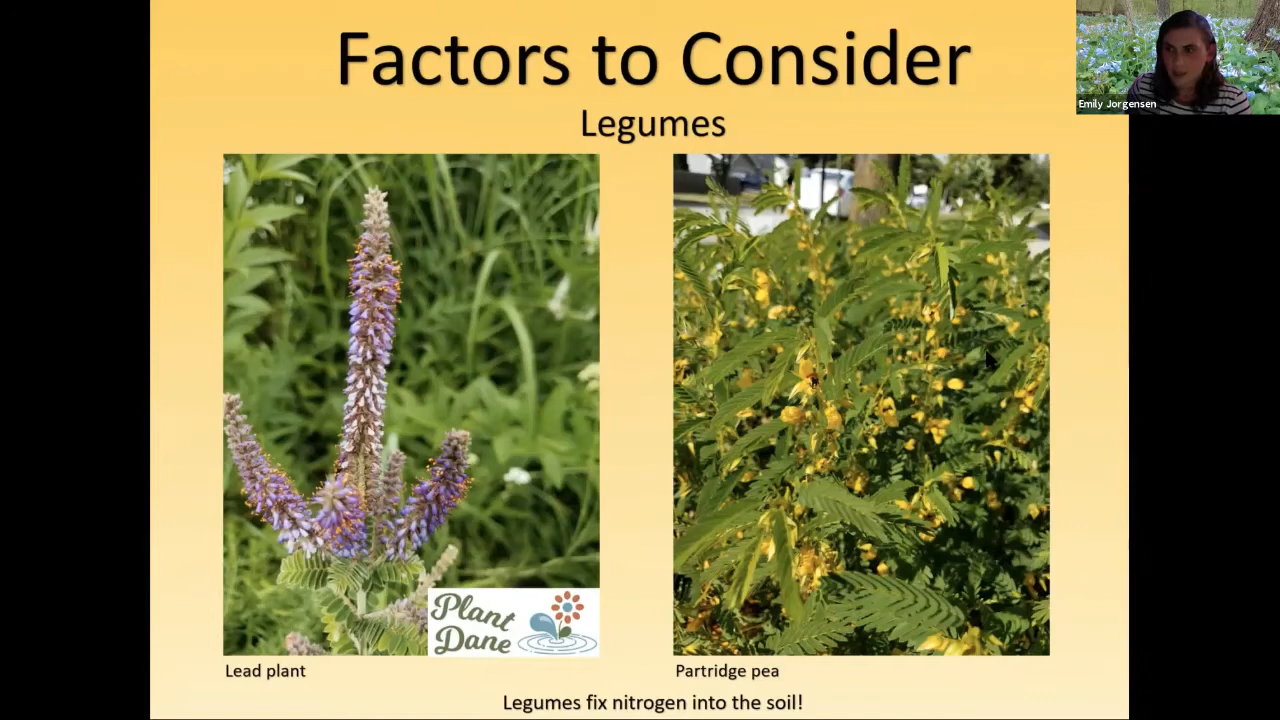 Factors to Consider
Emily Jorgensen
Legumes
Plant
Dane
Lead plant
Partridge pea
Legumes fix nitrogen into the soil!